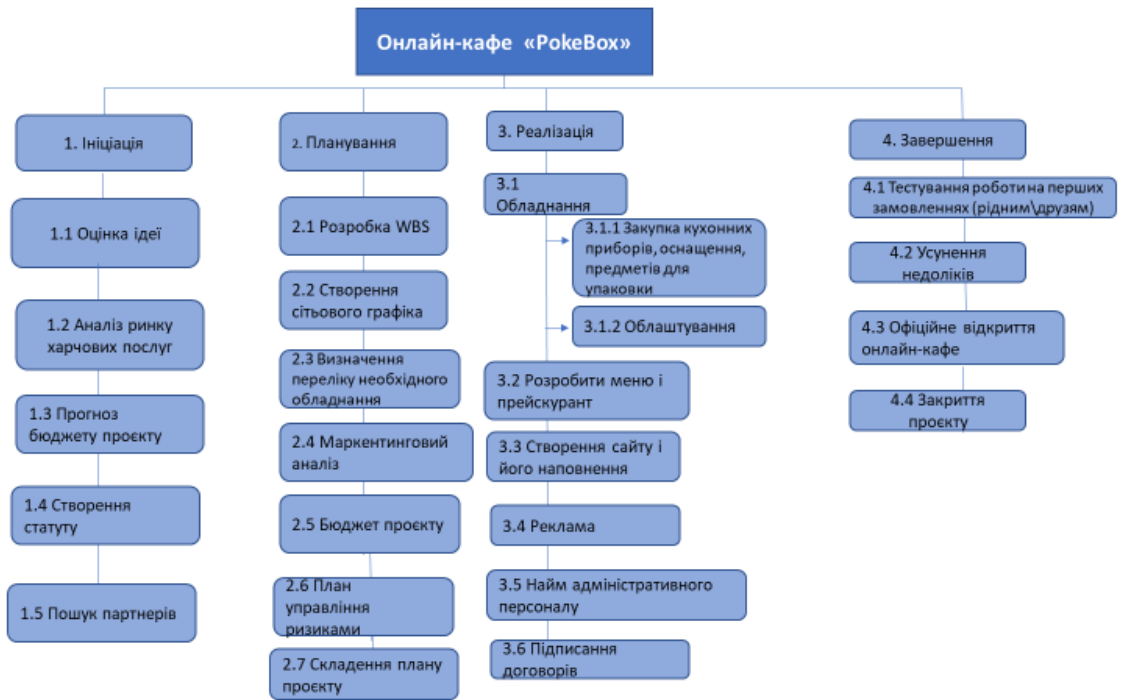 Онлайн-кафе «PokeBox»
1. Ініціація
1.1 Оцінка ідеї
1.2 Аналіз ринку
харчових послуг
1.3 Прогноз
бюджету проєкту
1.4 Створення
статуту
1.5 Пошук партнерів
2. Планування
2.1 Розробка WBS
2.2 Створення
сітьового графіка
2.3 Визначення
переліку необхідного
обладнання
2.4 Маркентинговий
аналіз
2.5 Бюджет проєкту
2.6 План
управління
ризиками
2.7 Складення плану
проєкту
3. Реалізація
3.1
Обладнання
3.1.1 Закупка кухонних
приборів, оснащення,
предметів для
упаковки
3.1.2 Облаштування
3.2 Розробити меню і
прейскурант
3.3 Створення сайту і
його наповнення
3.4 Реклама
3.5 Найм адміністративного
персоналу
3.6 Підписання
договорів
4. Завершення
4.1 Тестування роботи на перших
замовленнях (рідним\друзям)
4.2 Усунення
недоліків
4.3 Офіційне відкриття
онлайн-кафе
4.4 Закриття
проєкту